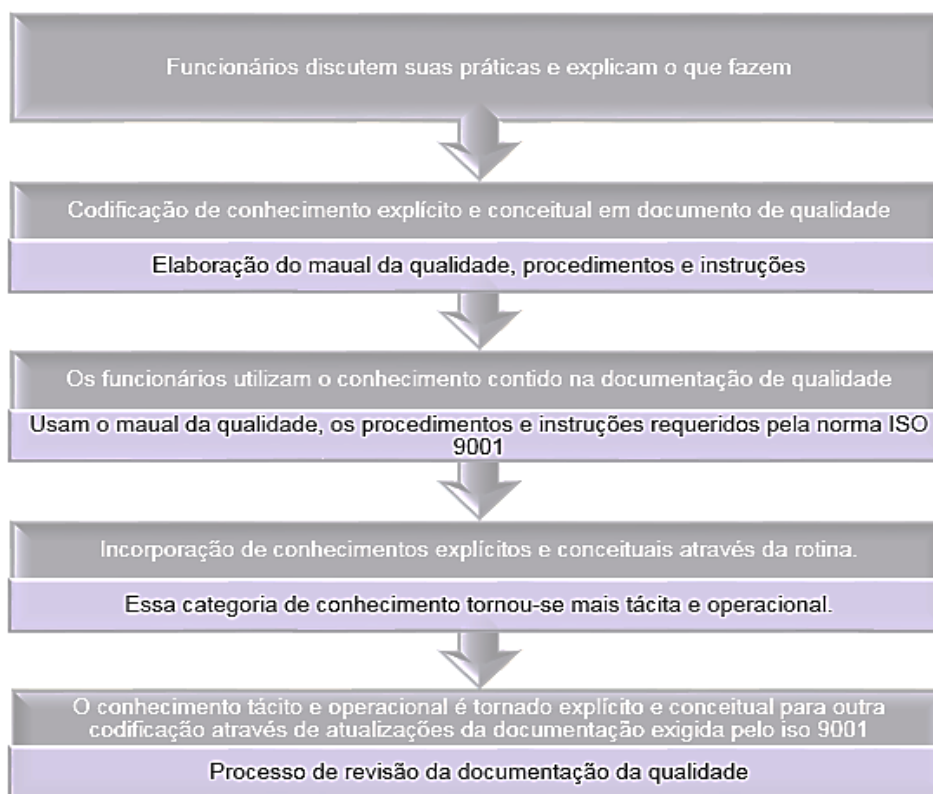 Funcionários discutem suas práticas e explicam o que fazem
Codificação de conhecimento explícito e conceitual em documento de qualidade
Elaboração do maual da qualidade, procedimentos e instruções
Os funcionários utilizam o conhecimento contido na documentação de qualidade
Usam o maual da qualidade, os procedimentos e instruções requeridos pela norma ISO
9001
Incorporação de conhecimentos explícitos e conceituais através da rotina.
Essa categoria de conhecimento tornou-se mais tácita e operacional.
O conhecimento tácito e operacional é tornado explícito e conceitual para outra
codificação através de atualizações da documentação exigida pelo iso 9001
Processo de revisão da documentação da qualidade